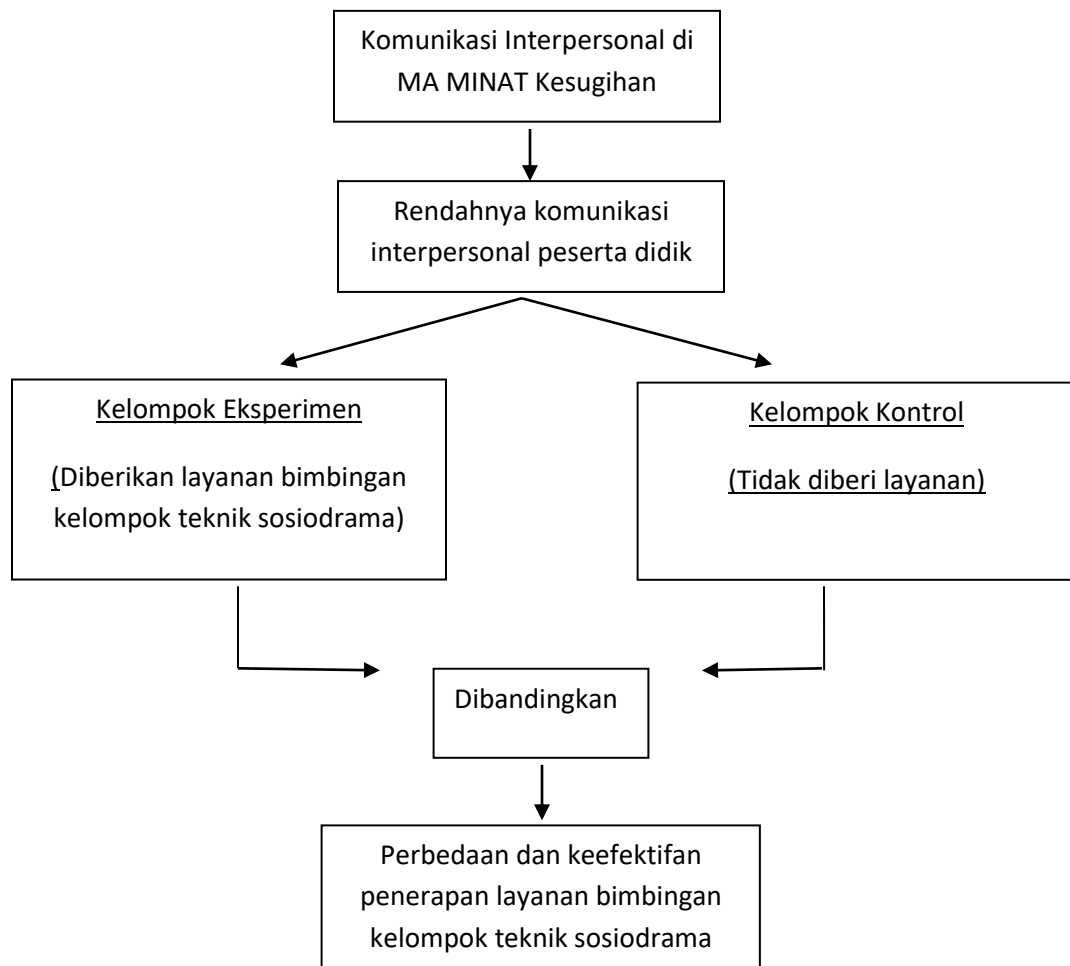 Komunikasi Interpersonal di
MA MINAT Kesugihan
Rendahnya komunikasi
interpersonal peserta didik
Kelompok Eksperimen
(Diberikan layanan bimbingan
kelompok teknik sosiodrama)
Kelompok Kontrol
(Tidak diberi layanan)
Dibandingkan
Perbedaan dan keefektifan
penerapan layanan bimbingan
kelompok teknik sosiodrama